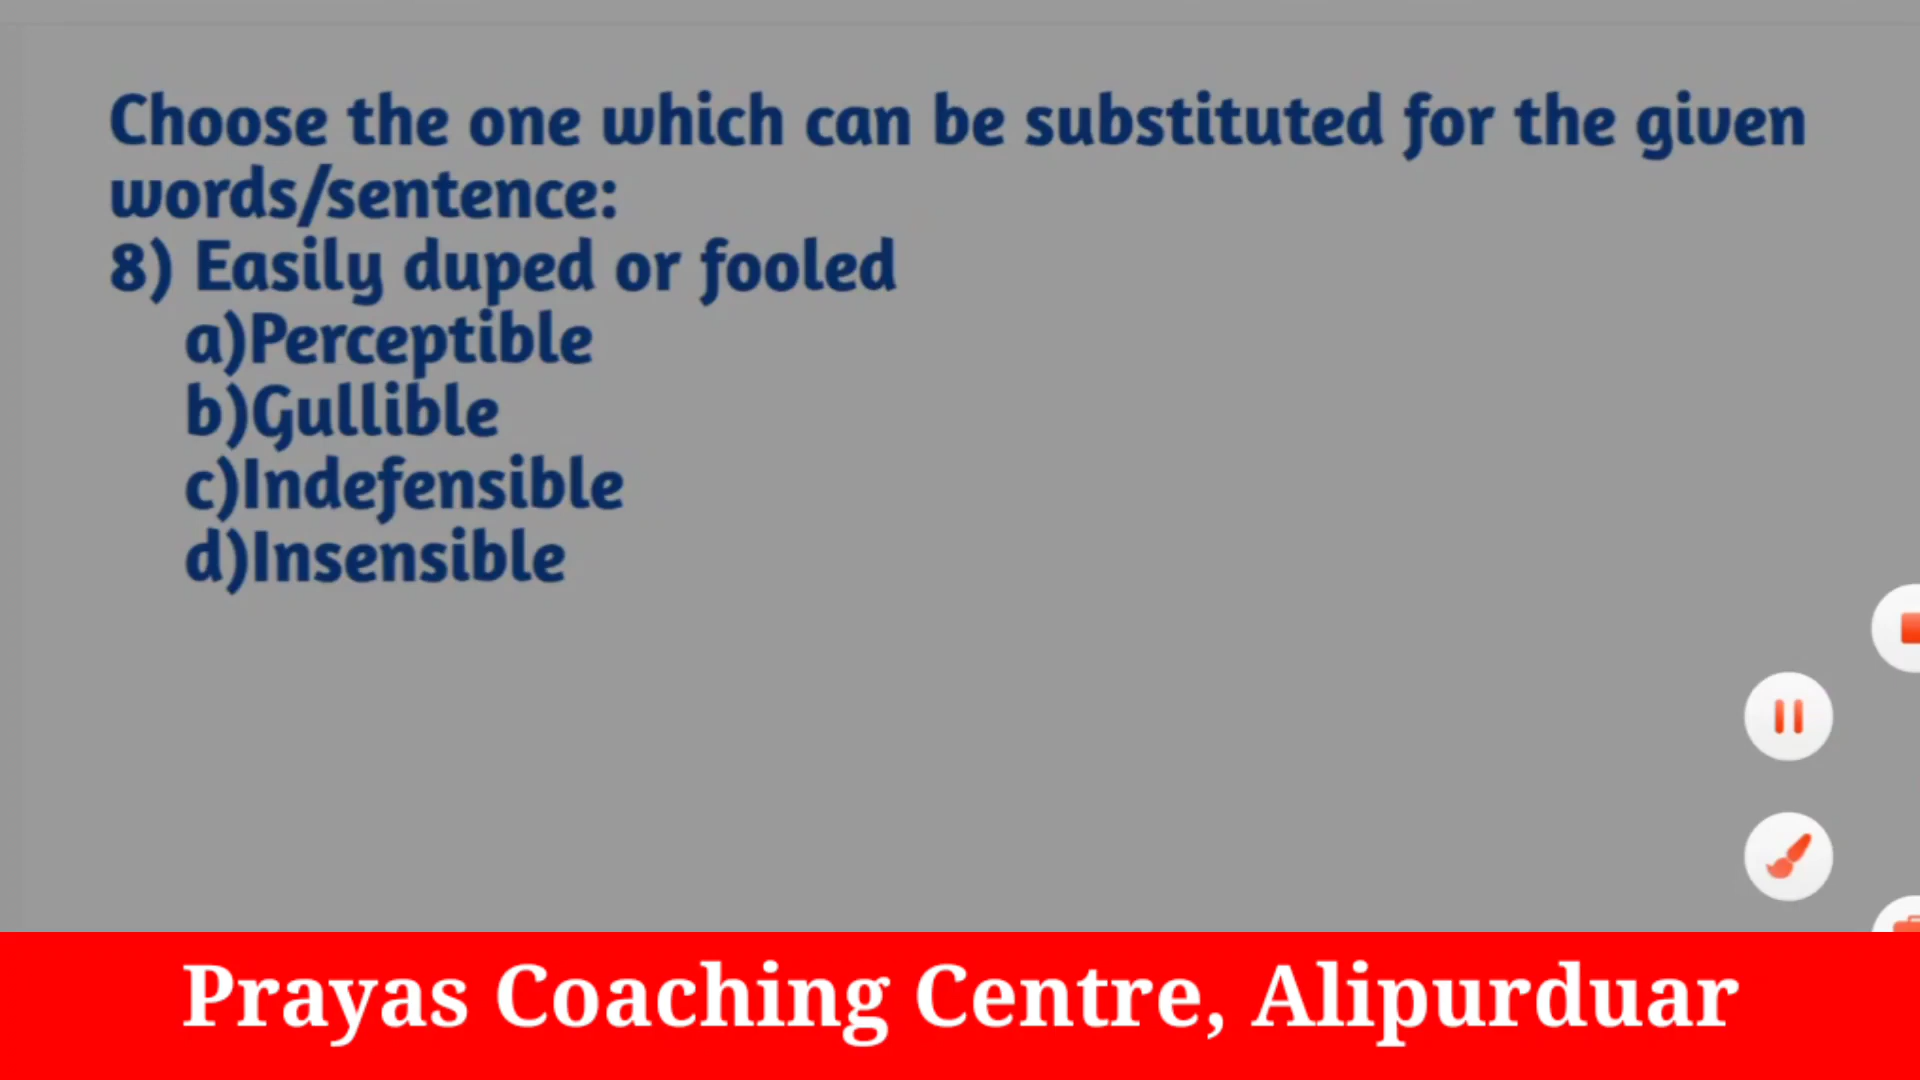 Choose the one which can be substituted for the given
words/sentence:
8) Easily duped or fooled
a)Perceptible
b)Gullible
c)Indefensible
d)Insensible
Prayas Coaching Centre, Alipurduar